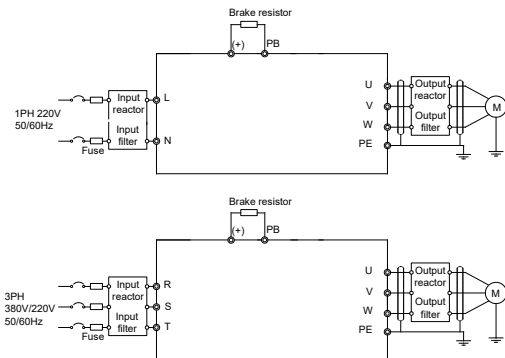 Brake resistor
(+) PB
1PH 220V
50/60Hz
Fuse
Input
reactor
Input
filter
L
N
U
V
W
PE
Output
reactor
Output
filter
M
Brake resistor
(+) PB
3PH
380V/220V
50/60Hz
Fuse
Input
reactor
Input
filter
R
S
T
U
V
W
PE
Output
reactor
Output
filter
M